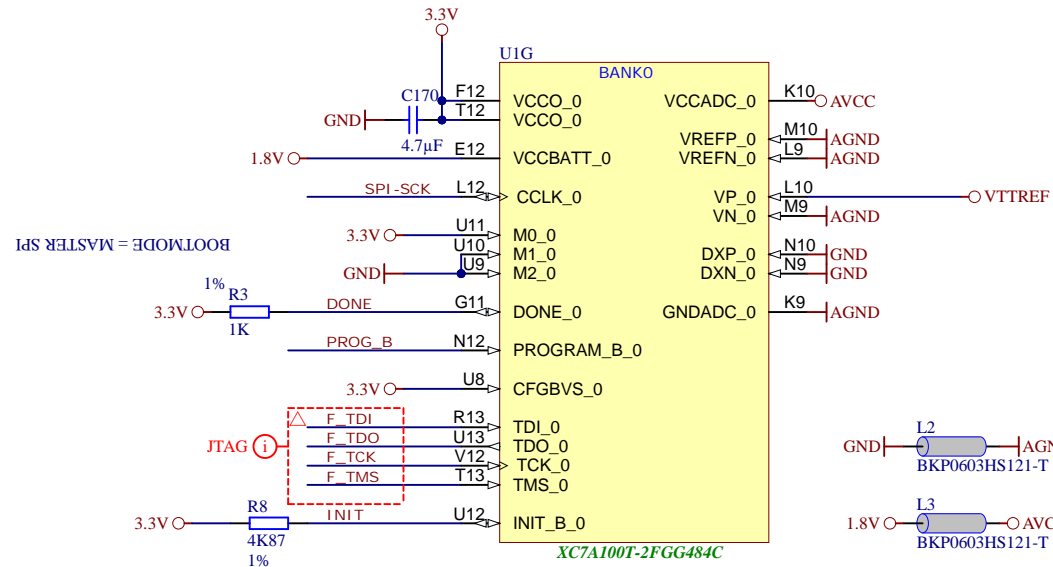 3.3V
U1G
BANK0
C170
GND
4.7µF
F12
VCCO_0
T12
VCCO_0
1.8V
E12
VCCBATT_0
SPI-SCK
L12
CCLK_0
BOOTMODE = MASTER SPI
3.3V
U11
M0_0
U10
M1_0
GND
U9
M2_0
1%
R3
3.3V
1K
DONE
G11
DONE_0
PROG_B
N12
PROGRAM_B_0
3.3V
U8
CFGBVS_0
JTAG
i
F_TDI
R13
TDI_0
F_TDO
U13
TDO_0
F_TCK
V12
TCK_0
F_TMS
T13
TMS_0
R8
3.3V
4K87
1%
INIT
U12
INIT_B_0
VCCADC_0
K10
AVCC
VREFP_0
M10
AGND
VREFN_0
L9
AGND
VP_0
L10
VTTREF
VN_0
M9
AGND
DXP_0
N10
GND
DXN_0
N9
GND
GNDADC_0
K9
AGND
XC7A100T-2FGG484C
L2
GND
AGN
BKP0603HS121-T
L3
1.8V
AVC
BKP0603HS121-T